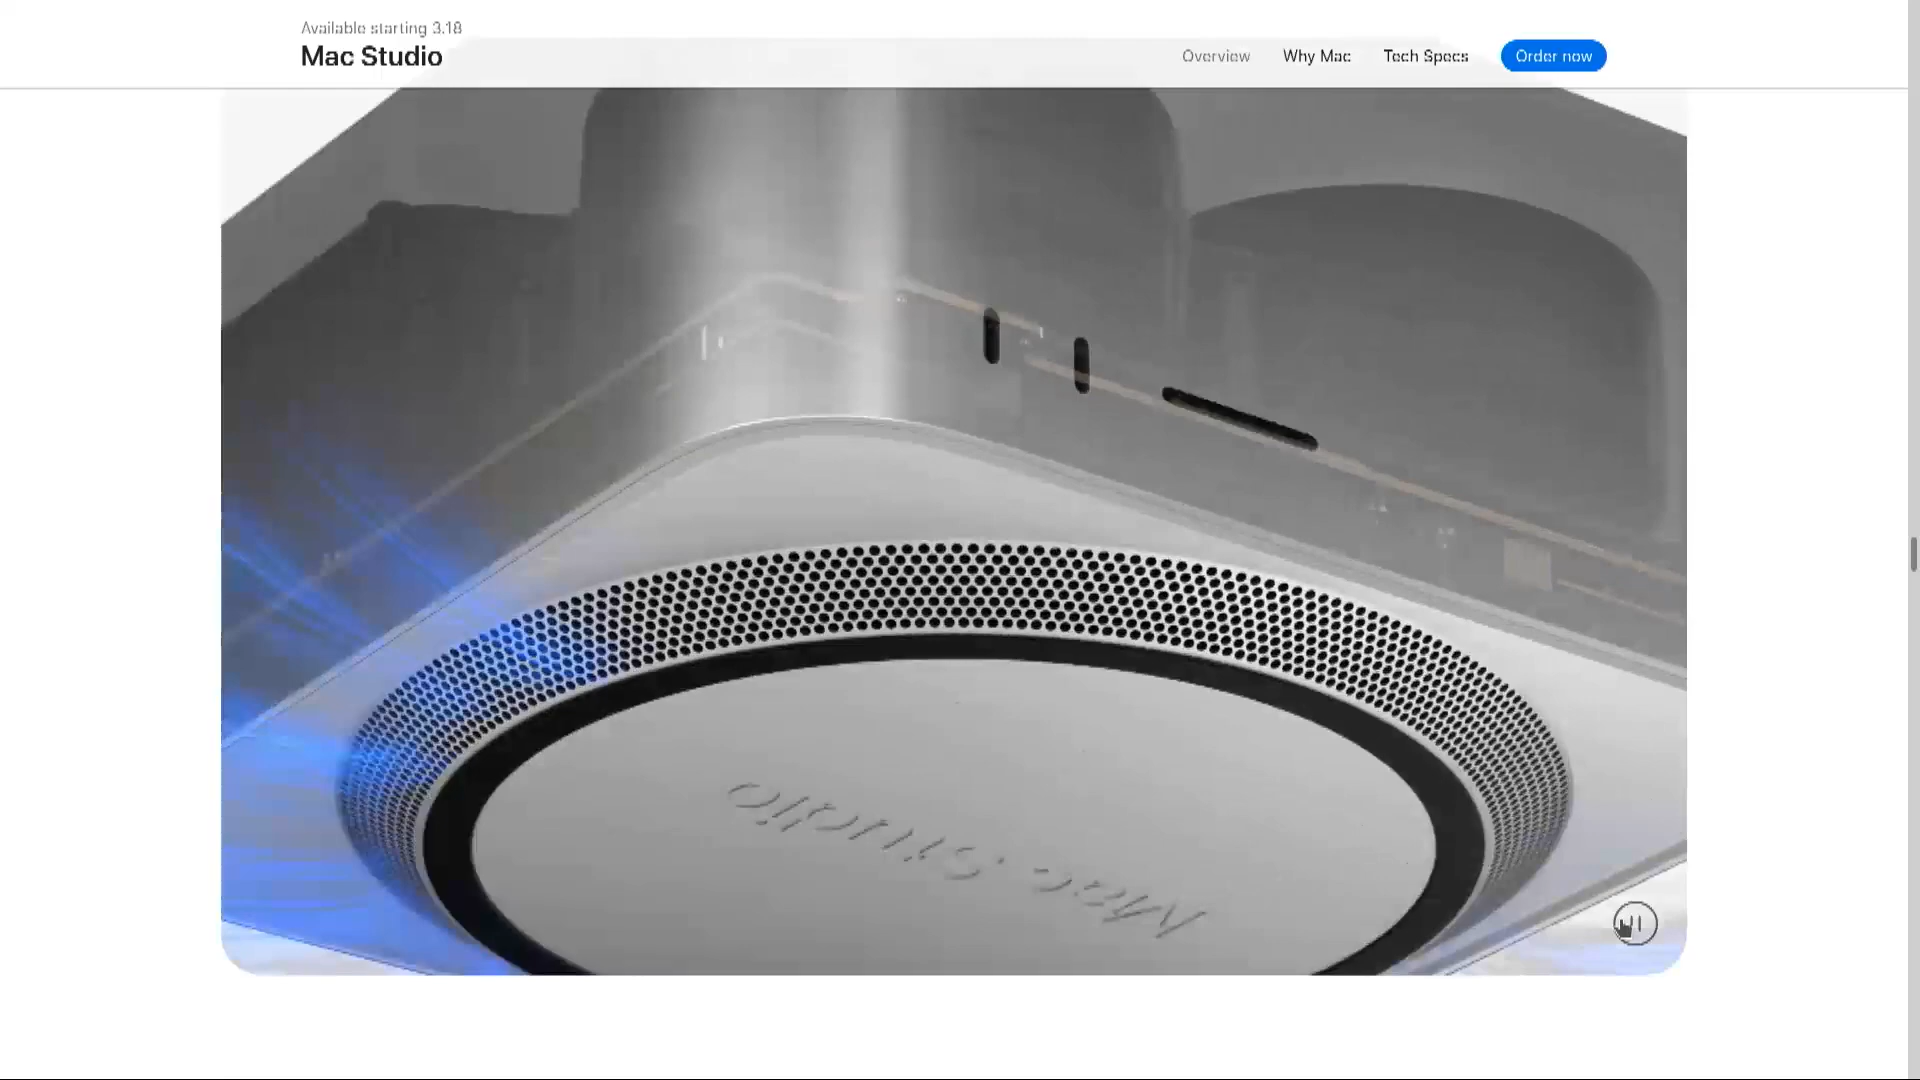 Available starting 3.18
Mac Studio
Overview
Why Mac
Tech Specs
Order now
Mac Studio